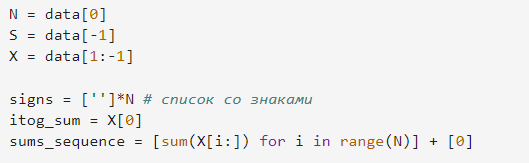 N = data[0]
S = data[-1]
X = data[1:-1]
signs = ['']*N # список со знаками
itog_sum = X[0]
sums_sequence = [sum(X[i:]) for i in range(N)] + [0]